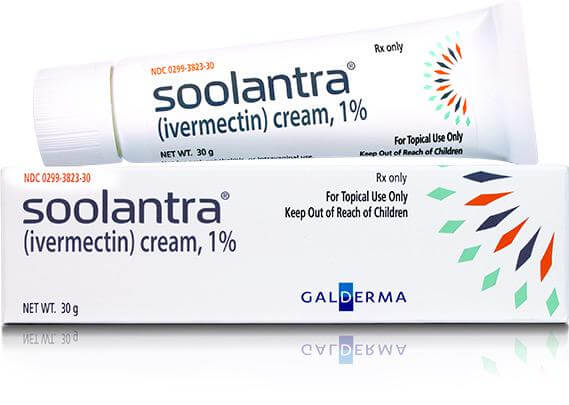 NDC 0299-3823-30
Rx only
soolantra®
(ivermectin) cream, 1%
For Topical Use Only
Keep Out of Reach of Children
NET WT. 30 g
NDC 0299-3823-30
Rx only
soolantra®
For Topical Use Only
Keep Out of Reach of Children
(ivermectin) cream, 1%
NET WT. 30 g
GALDERMA